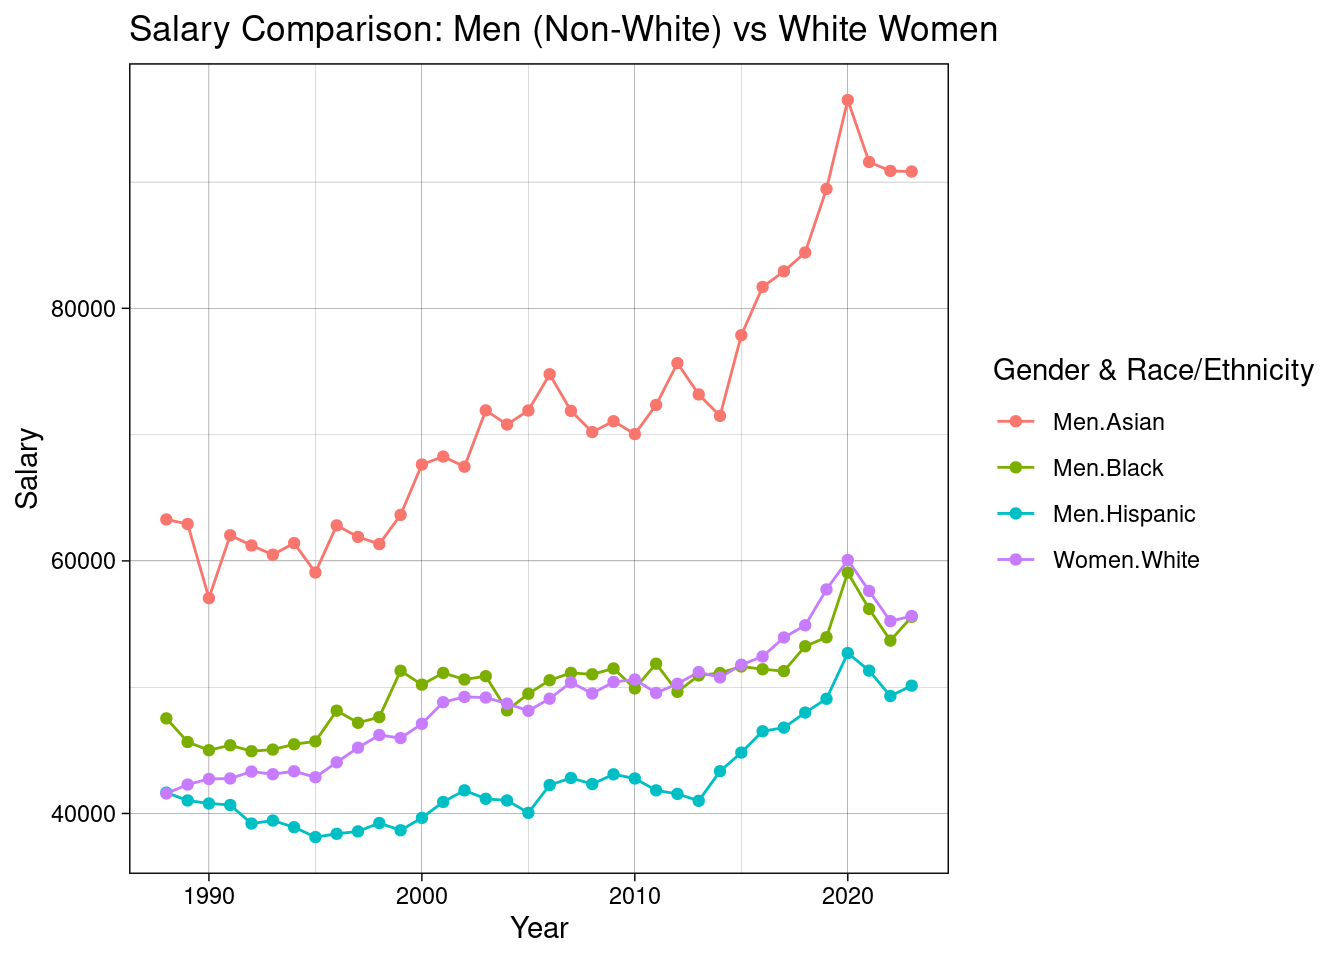 Salary Comparison: Men (Non-White) vs White Women
80000
60000
40000
Salary
1990
2000
2010
2020
Year
Gender & Race/Ethnicity
Men.Asian
Men.Black
Men.Hispanic
Women.White